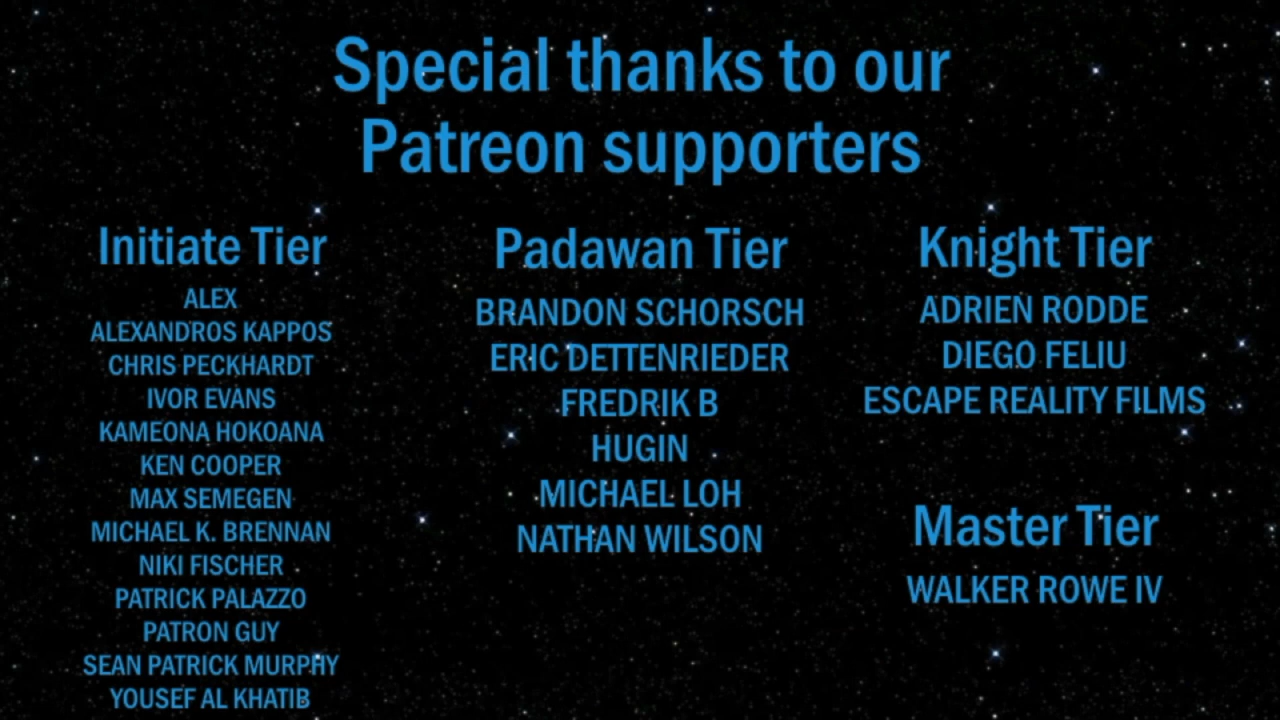 Special thanks to our
Patreon supporters
Initiate Tier
ALEX
ALEXANDROS KAPPOS
CHRIS PECKHARDT
IVOR EVANS
KAMEONA HOKOANA
KEN COOPER
MAX SEMEGEN
MICHAEL K. BRENNAN
NIKI FISCHER
PATRICK PALAZZO
PATRON GUY
SEAN PATRICK MURPHY
YOUSEF AL KHATIB
Padawan Tier
BRANDON SCHORSCH
ERIC DETTENRIEDER
FREDRIK B
HUGIN
MICHAEL LOH
NATHAN WILSON
Knight Tier
ADRIEN RODDE
DIEGO FELIU
ESCAPE REALITY FILMS
Master Tier
WALKER ROWE IV